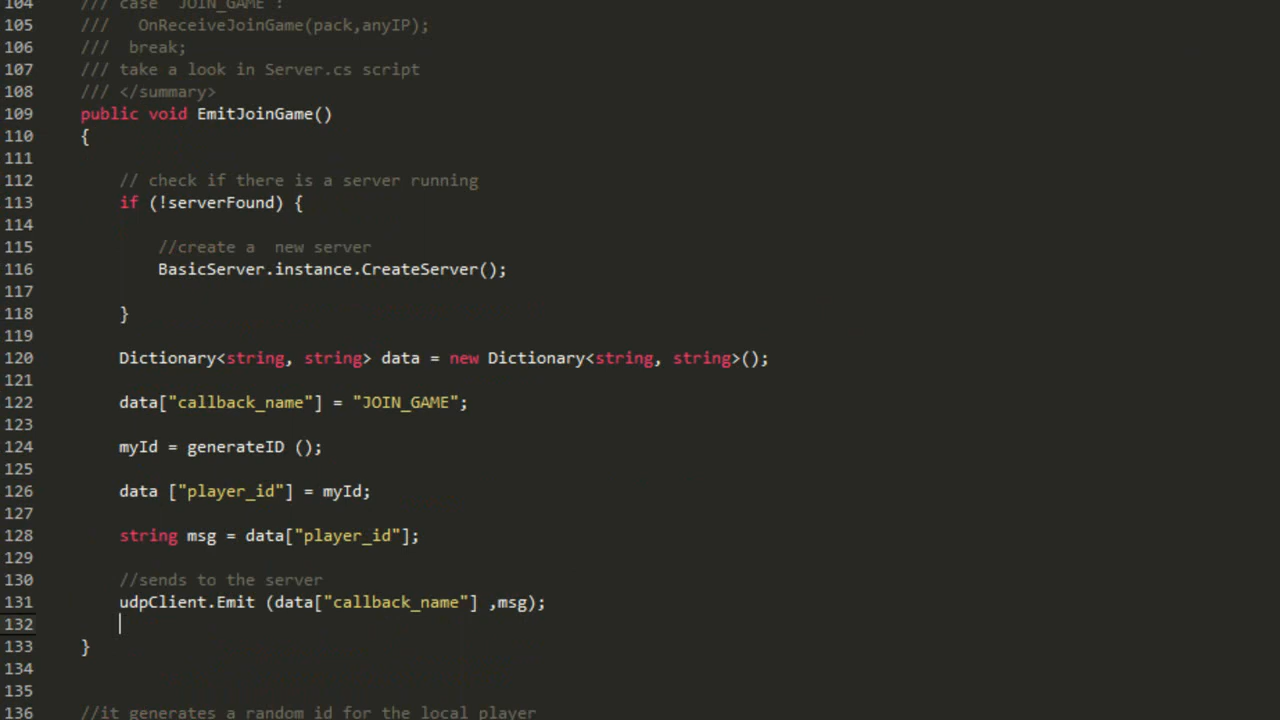 104 /// case "JOIN_GAME":
105 /// OnReceiveJoinGame(pack,anyIP);
106 /// break;
107 /// take a look in Server.cs script
108 /// </summary>
109 public void EmitJoinGame()
110 {
111
112 // check if there is a server running
113 if (!serverFound) {
114
115 //create a  new server
116 BasicServer.instance.CreateServer();
117
118 }
119
120 Dictionary<string, string> data = new Dictionary<string, string>();
121
122 data["callback_name"] = "JOIN_GAME";
123
124 myId = generateID ();
125
126 data ["player_id"] = myId;
127
128 string msg = data["player_id"];
129
130 //sends to the server
131 udpClient.Emit (data["callback_name"] ,msg);
132
133 }
134
135
136 //it generates a random id for the local player